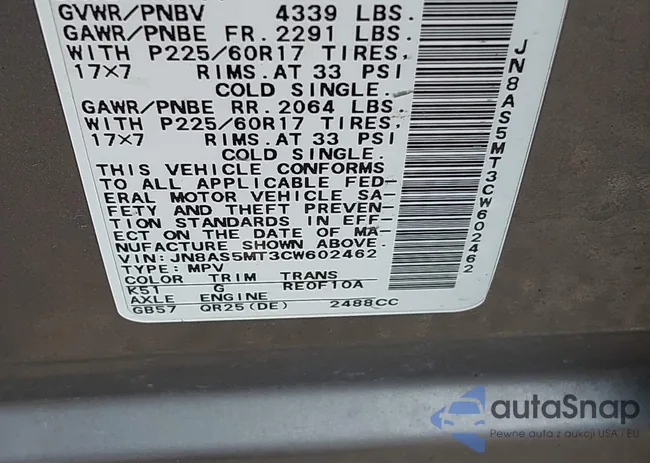 GVWR/PNBV 4339 LBS.
GAWR/PNBE FR. 2291 LBS.
WITH P225/60R17 TIRES,
17×7 RIMS. AT 33 PSI
COLD SINGLE.
GAWR/PNBE RR. 2064 LBS.
WITH P225/60R17 TIRES,
17×7 RIMS. AT 33 PSI
COLD SINGLE.
THIS VEHICLE CONFORMS
TO ALL APPLICABLE FED-
ERAL MOTOR VEHICLE SA-
FETY AND THEFT PREVEN-
TION STANDARDS IN EFF-
ECT ON THE DATE OF MA-
NUFACTURE SHOWN ABOVE.
VIN: JN8AS5MT3CW602462
TYPE: MPV
COLOR TRIM TRANS
K51 G RE0F10A
AXLE ENGINE
GB57 QR25(DE) 2488CC
JN8AS5MT3CW602462
autaSnap
Pewne auta z aukcji USA i EU